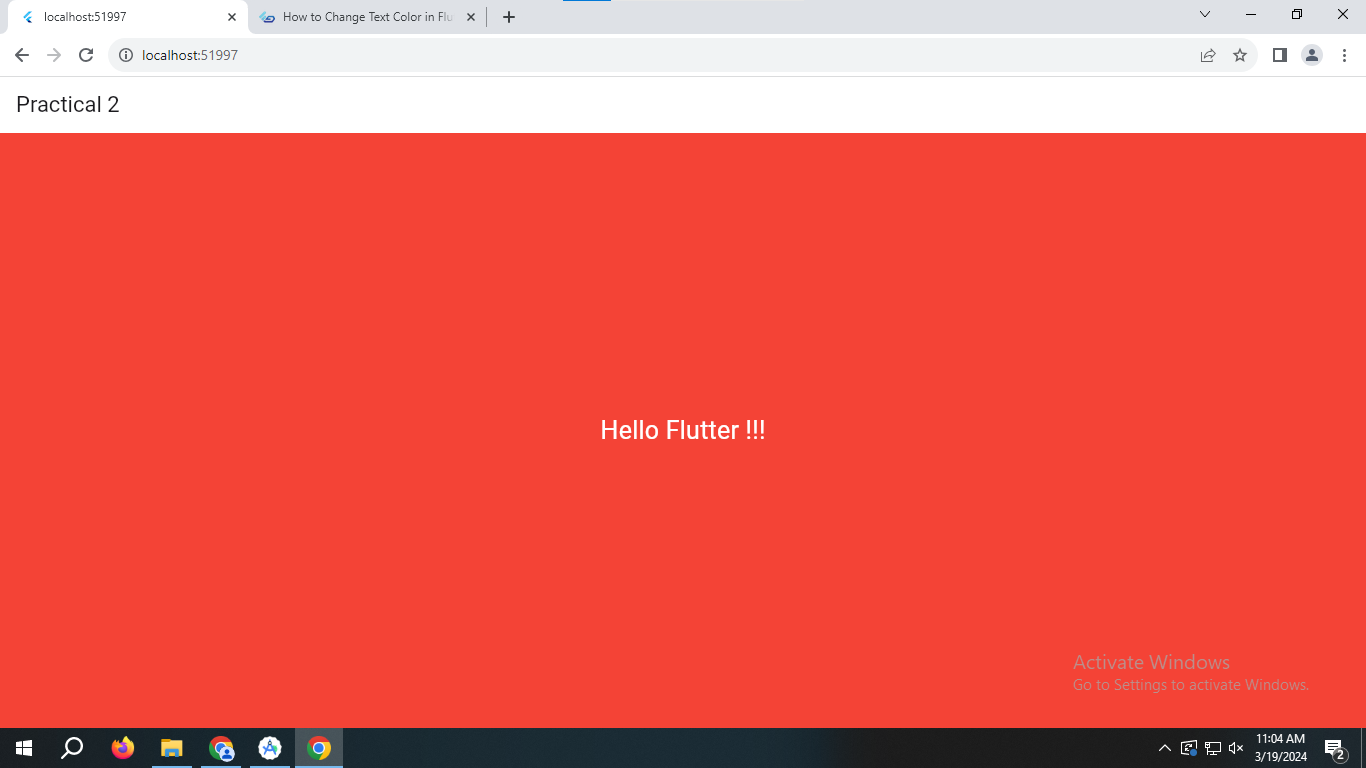 localhost:51997
How to Change Text Color in Flu
localhost:51997
Practical 2
Hello Flutter !!!
Activate Windows
Go to Settings to activate Windows.
11:04 AM
3/19/2024
2